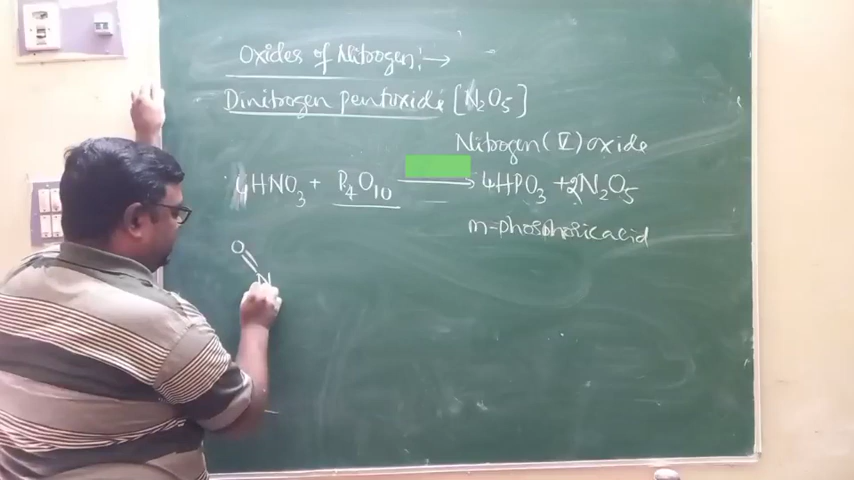 Oxides of Nitrogen:→
Dinitrogen pentoxide [N₂O₅]
Nitrogen (V) oxide
4HNO₃ + P₄O₁₀ → 4HPO₃ + 2N₂O₅
m-phosphoric acid
O
N